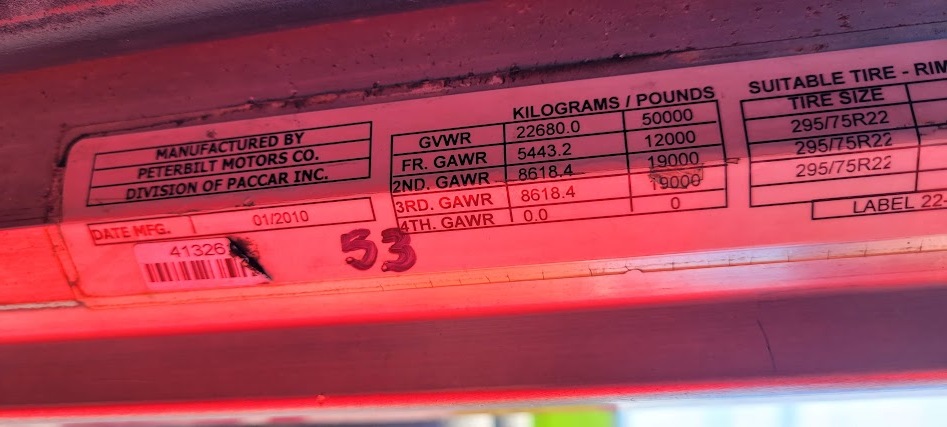 MANUFACTURED BY
PETERBILT MOTORS CO.
DIVISION OF PACCAR INC.
DATE MFG. 01/2010
41326
53
KILOGRAMS / POUNDS
GVWR 22680.0 50000
FR. GAWR 5443.2 12000
2ND. GAWR 8618.4 19000
3RD. GAWR 8618.4 19000
4TH. GAWR 0.0 0
SUITABLE TIRE - RIM
TIRE SIZE
295/75R22
295/75R22
295/75R22
LABEL 22-